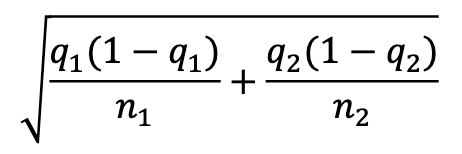 √(q₁(1 − q₁)/n₁ + q₂(1 − q₂)/n₂)